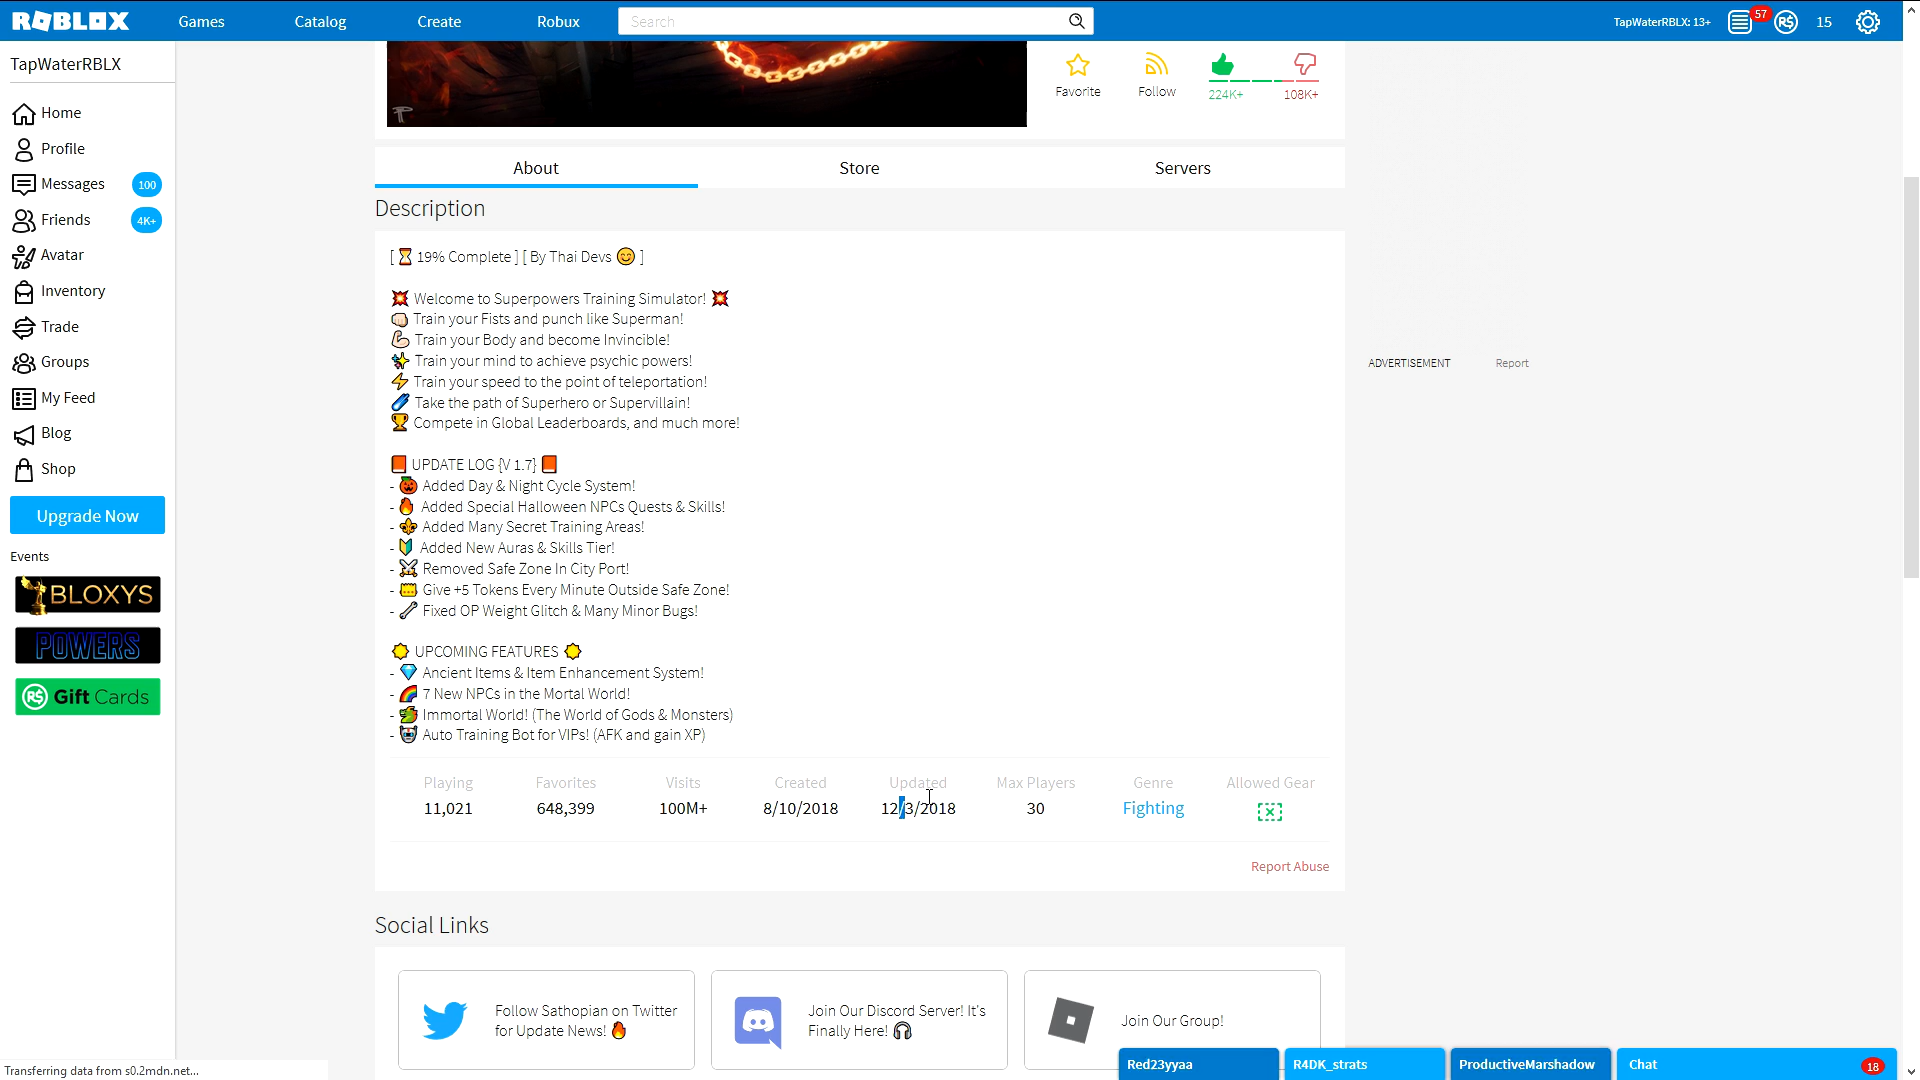 ROBLOX
Games
Catalog
Create
Robux
Search
TapWaterRBLX: 13+
57
15
TapWaterRBLX
Home
Profile
Messages
100
Friends
4K+
Avatar
Inventory
Trade
Groups
My Feed
Blog
Shop
Upgrade Now
Events
BLOXYS
POWERS
Gift Cards
Favorite
Follow
224K+
108K+
About
Store
Servers
Description
[ ⏳ 19% Complete ] [ By Thai Devs 😊 ]
💥 Welcome to Superpowers Training Simulator! 💥
👊 Train your Fists and punch like Superman!
💪 Train your Body and become Invincible!
✨ Train your mind to achieve psychic powers!
⚡ Train your speed to the point of teleportation!
☄ Take the path of Superhero or Supervillain!
🏆 Compete in Global Leaderboards, and much more!
📕 UPDATE LOG {V 1.7} 📕
- 🎃 Added Day & Night Cycle System!
- 🔥 Added Special Halloween NPCs Quests & Skills!
- ⚜ Added Many Secret Training Areas!
- 🔰 Added New Auras & Skills Tier!
- ⚔ Removed Safe Zone In City Port!
- 🎫 Give +5 Tokens Every Minute Outside Safe Zone!
- 🔧 Fixed OP Weight Glitch & Many Minor Bugs!
🌟 UPCOMING FEATURES 🌟
- 💎 Ancient Items & Item Enhancement System!
- 🌈 7 New NPCs in the Mortal World!
- 🐲 Immortal World! (The World of Gods & Monsters)
- 🤖 Auto Training Bot for VIPs! (AFK and gain XP)
Playing
Favorites
Visits
Created
Updated
Max Players
Genre
Allowed Gear
11,021
648,399
100M+
8/10/2018
12/3/2018
30
Fighting
Report Abuse
ADVERTISEMENT
Report
Social Links
Follow Sathopian on Twitter
for Update News! 🔥
Join Our Discord Server! It's
Finally Here! 🎧
Join Our Group!
Transferring data from s0.2mdn.net...
Red23yyaa
R4DK_strats
ProductiveMarshadow
Chat
18